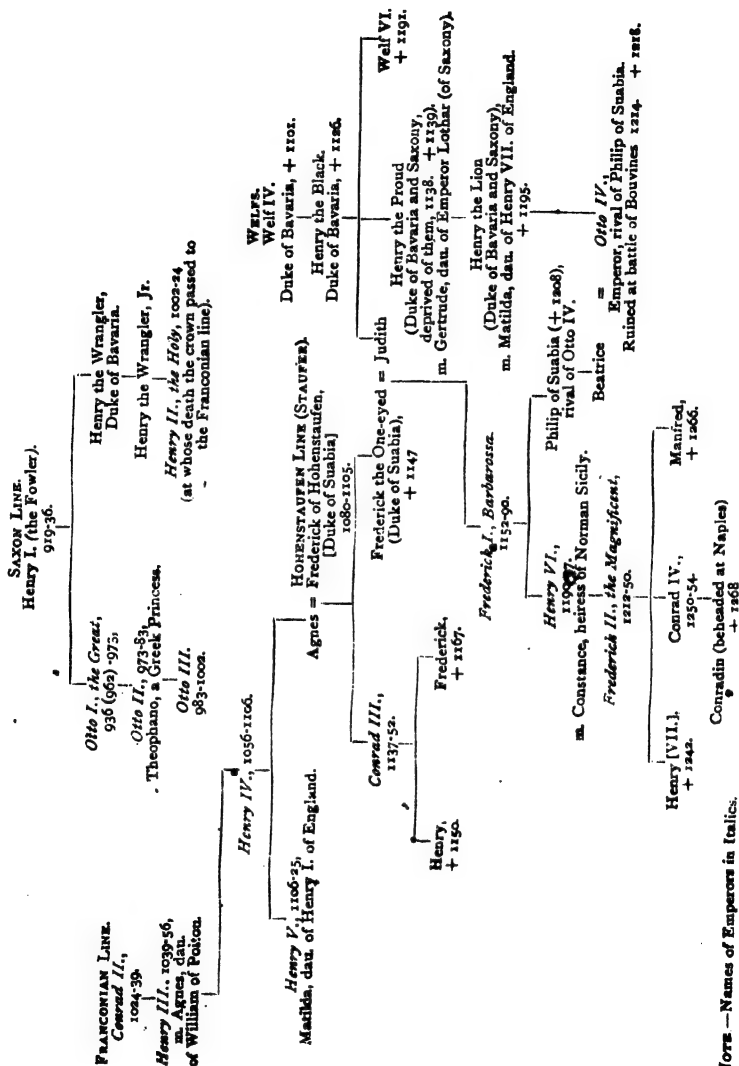 FRANCONIAN LINE.
Conrad II.,
1024-39.
Henry III., 1039-56,
m. Agnes, dau.
of William of Poitou.
SAXON LINE.
Henry I. (the Fowler).
919-36.
Otto I., the Great,
936 (962) -973,
Otto II., 973-83,
Theophano, a Greek Princess.
Otto III.
983-1002.
Henry the Wrangler,
Duke of Bavaria.
Henry the Wrangler, Jr.
Henry II., the Holy, 1002-24
(at whose death the crown passed to
the Franconian line).
Henry IV., 1056-1106.
Henry V., 1106-25,
Matilda, dau. of Henry I. of England.
HOHENSTAUFEN LINE (STAUFER).
Agnes = Frederick of Hohenstaufen,
[Duke of Suabia]
1080-1105.
WELFS.
Welf IV.
Duke of Bavaria, + 1101.
Henry the Black.
Duke of Bavaria, + 1126.
Conrad III.,
1137-52.
Frederick the One-eyed = Judith
(Duke of Suabia),
+ 1147
Henry the Proud
(Duke of Bavaria and Saxony,
deprived of them, 1138. + 1139).
m. Gertrude, dau. of Emperor Lothar (of Saxony).
Welf VI.
+ 1191.
Henry,
+ 1150.
Frederick,
+ 1167.
Frederick I., Barbarossa.
1152-90.
Henry the Lion
(Duke of Bavaria and Saxony),
m. Matilda, dau. of Henry VII. of England.
+ 1195.
Henry VI.,
m. Constance, heiress of Norman Sicily.
Philip of Suabia (+ 1208),
rival of Otto IV.
Frederick II., the Magnificent,
1212-50.
Beatrice = Otto IV.,
Emperor, rival of Philip of Suabia.
Ruined at battle of Bouvines 1214. + 1218.
Henry [VII.].
+ 1242.
Conrad IV.,
1250-54.
Manfred,
+ 1266.
Conradin (beheaded at Naples)
+ 1268
NOTE.—Names of Emperors in Italics.